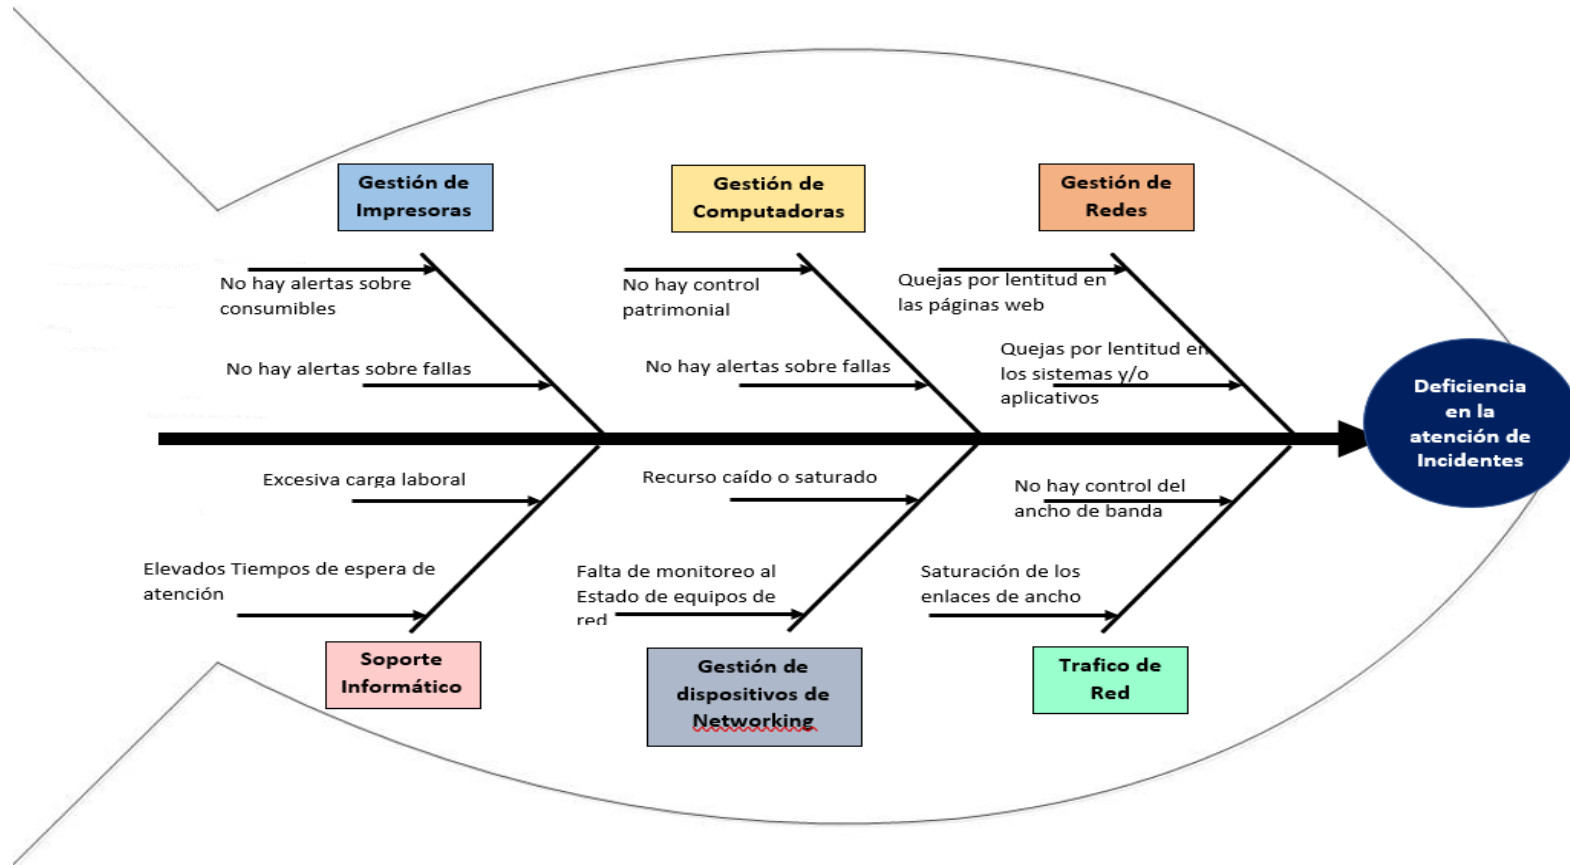 Gestión de
Impresoras
Gestión de
Computadoras
Gestión de
Redes
No hay alertas sobre
consumibles
No hay control
patrimonial
Quejas por lentitud en
las páginas web
No hay alertas sobre fallas
No hay alertas sobre fallas
Quejas por lentitud en
los sistemas y/o
aplicativos
Deficiencia
en la
atención de
Incidentes
Excesiva carga laboral
Recurso caído o saturado
No hay control del
ancho de banda
Elevados Tiempos de espera de
atención
Falta de monitoreo al
Estado de equipos de
red
Saturación de los
enlaces de ancho
Soporte
Informático
Gestión de
dispositivos de
Networking
Trafico de
Red